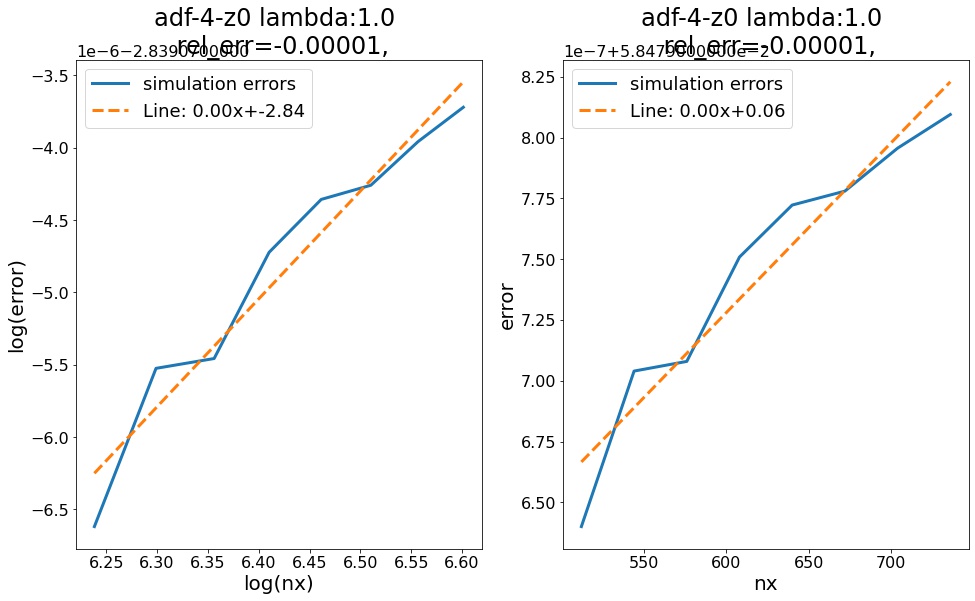 adf-4-z0 lambda:1.0
rel_err=-0.00001,
1e−6−2.8390700000
simulation errors
Line: 0.00x+-2.84
−3.5
−4.0
−4.5
−5.0
−5.5
−6.0
−6.5
log(error)
6.25 6.30 6.35 6.40 6.45 6.50 6.55 6.60
log(nx)
adf-4-z0 lambda:1.0
rel_err=-0.00001,
1e−7+5.8479000000e−2
simulation errors
Line: 0.00x+0.06
8.25
8.00
7.75
7.50
7.25
7.00
6.75
6.50
error
550 600 650 700
nx